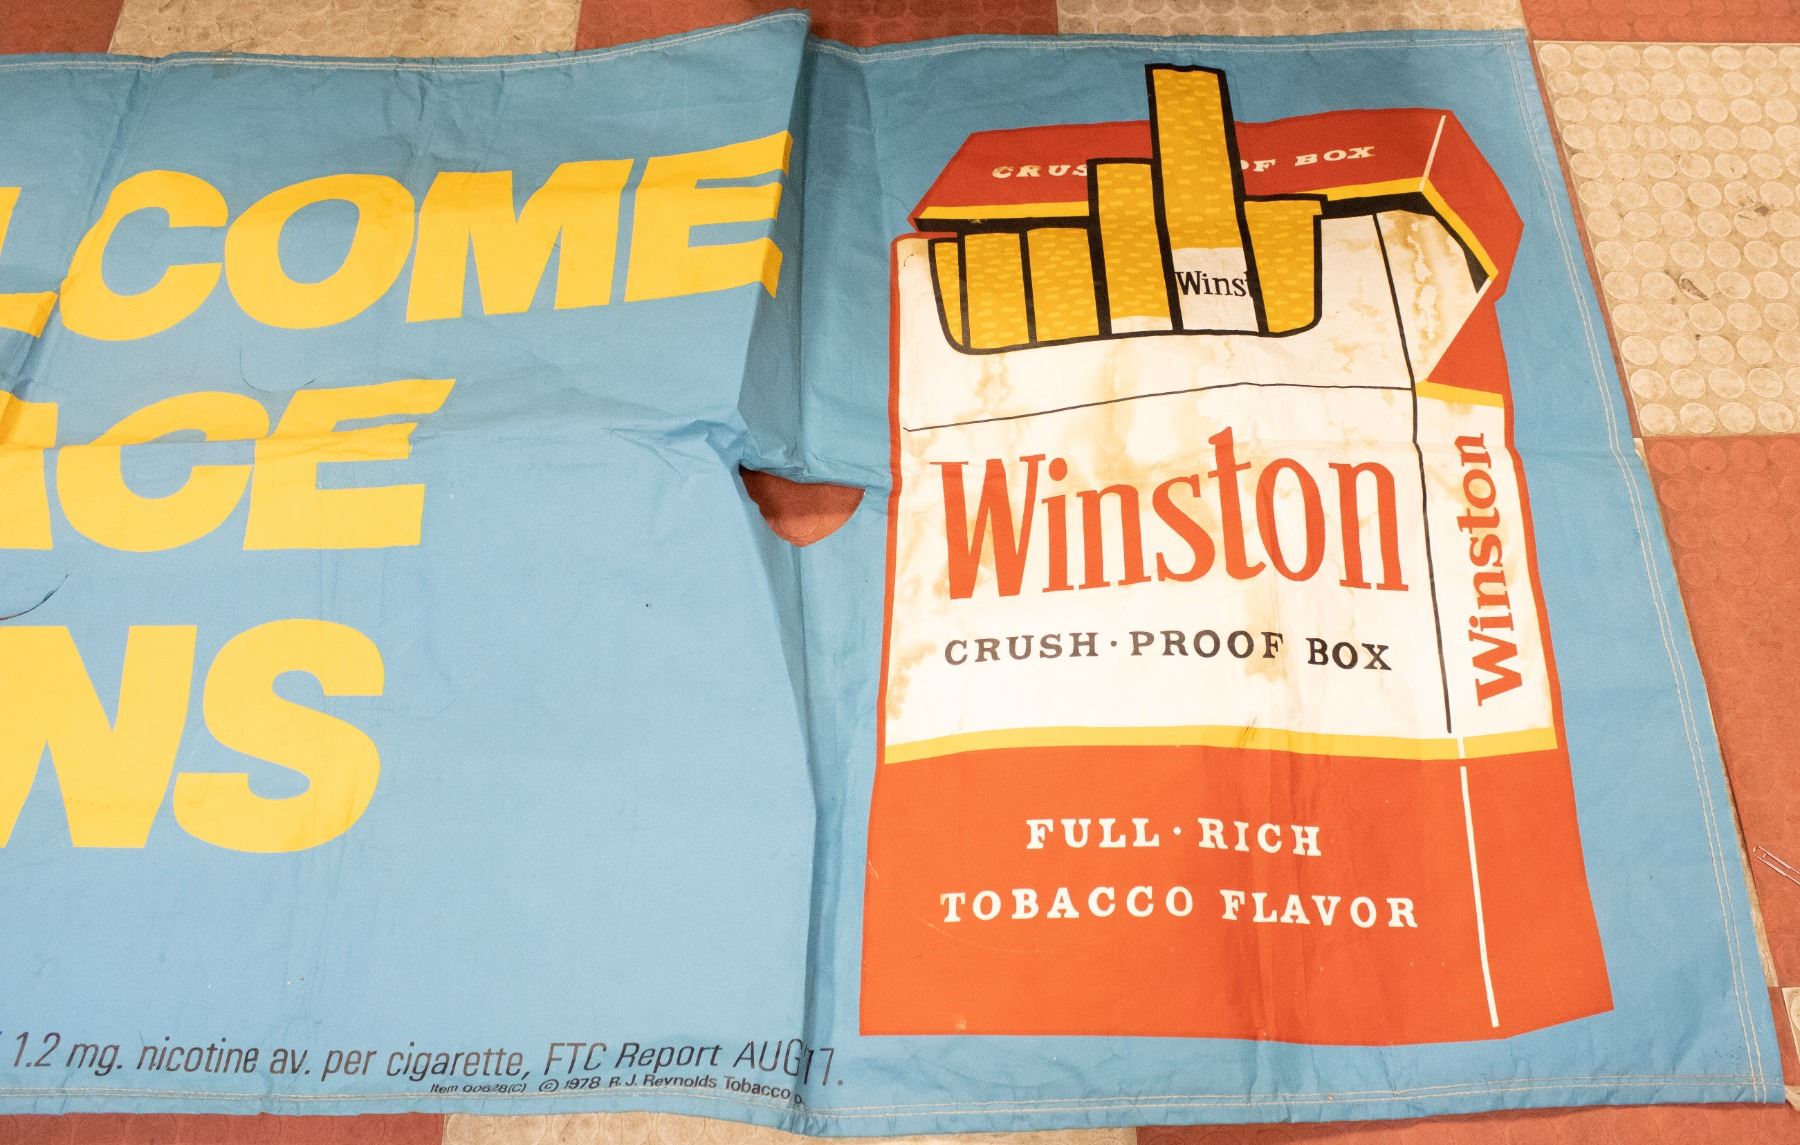 LCOME
ACE
NS
1.2 mg. nicotine av. per cigarette, FTC Report AUG 77.
Item 00628(C) © 1978 R.J. Reynolds Tobacco
CRUS OF BOX
Winst
Winston
CRUSH·PROOF BOX
Winston
FULL·RICH
TOBACCO FLAVOR